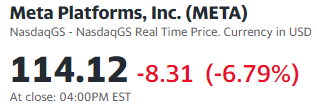 Meta Platforms, Inc. (META)
NasdaqGS - NasdaqGS Real Time Price. Currency in USD
114.12 -8.31 (-6.79%)
At close: 04:00PM EST